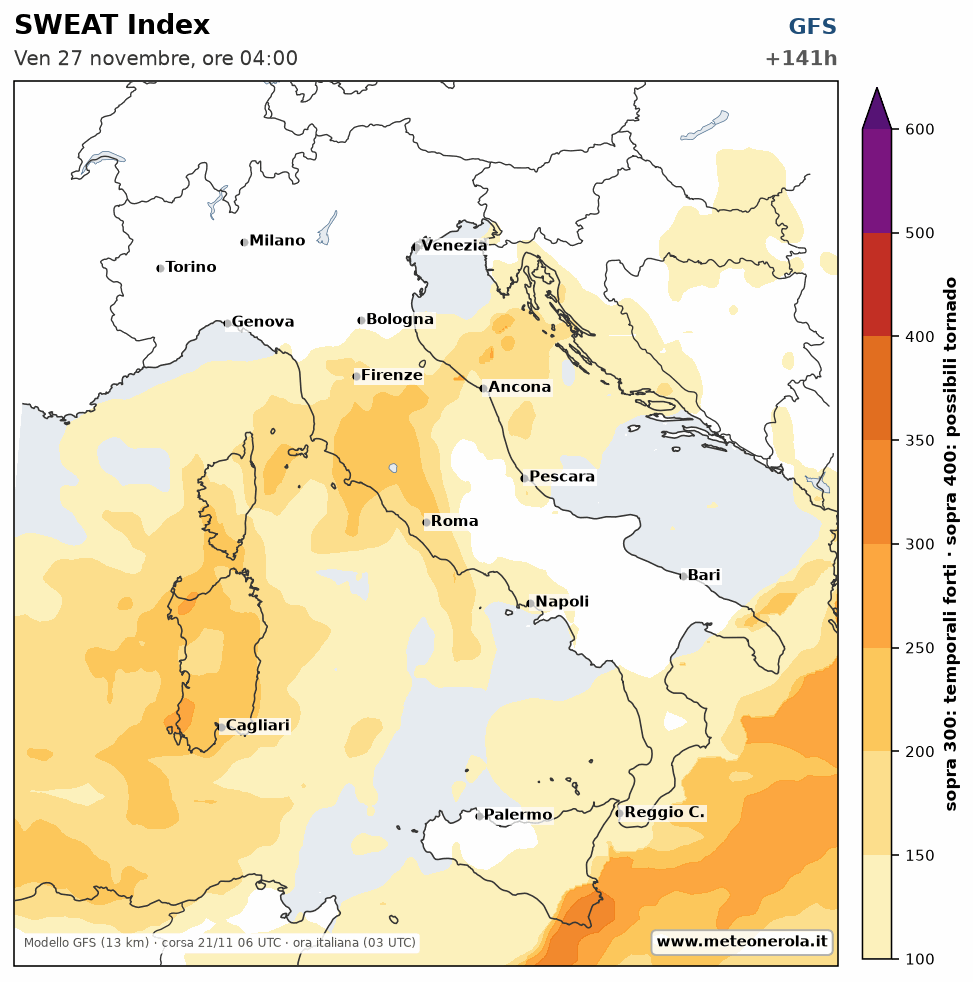 SWEAT Index
GFS
Ven 27 novembre, ore 04:00
+141h
600
500
400
350
300
250
200
150
100
sopra 300: temporali forti · sopra 400: possibili tornado
Milano
Venezia
Torino
Genova
Bologna
Firenze
Ancona
Pescara
Roma
Bari
Napoli
Cagliari
Palermo
Reggio C.
Modello GFS (13 km) · corsa 21/11 06 UTC · ora italiana (03 UTC)
www.meteonerola.it